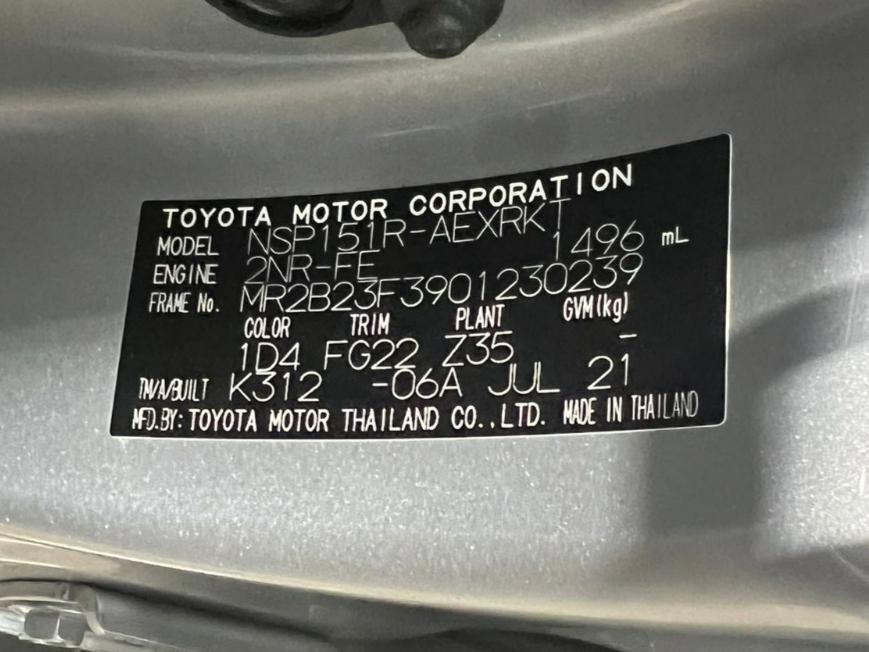 TOYOTA MOTOR CORPORATION
MODEL NSP151R-AEXRKT
ENGINE 2NR-FE 1496 mL
FRAME No. MR2B23F3901230239
COLOR TRIM PLANT GVM(kg)
1D4 FG22 Z35 -
TM/A/BUILT K312 -06A JUL 21
MFD.BY: TOYOTA MOTOR THAILAND CO.,LTD. MADE IN THAILAND